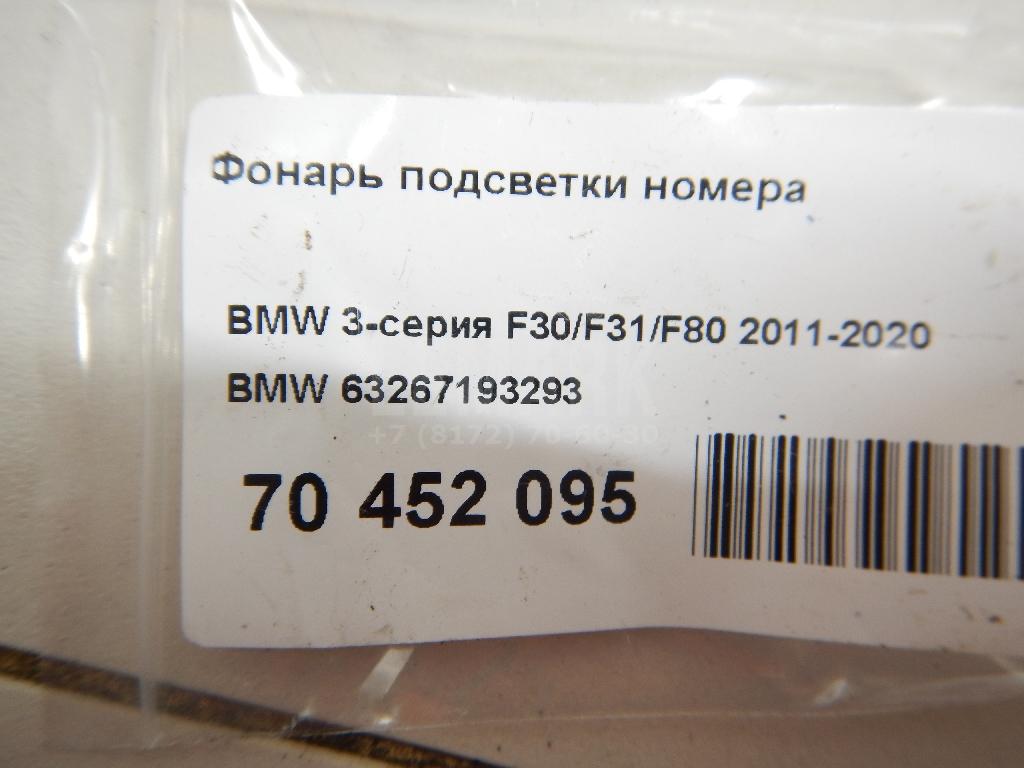 Фонарь подсветки номера
BMW 3-серия F30/F31/F80 2011-2020
BMW 63267193293
70 452 095